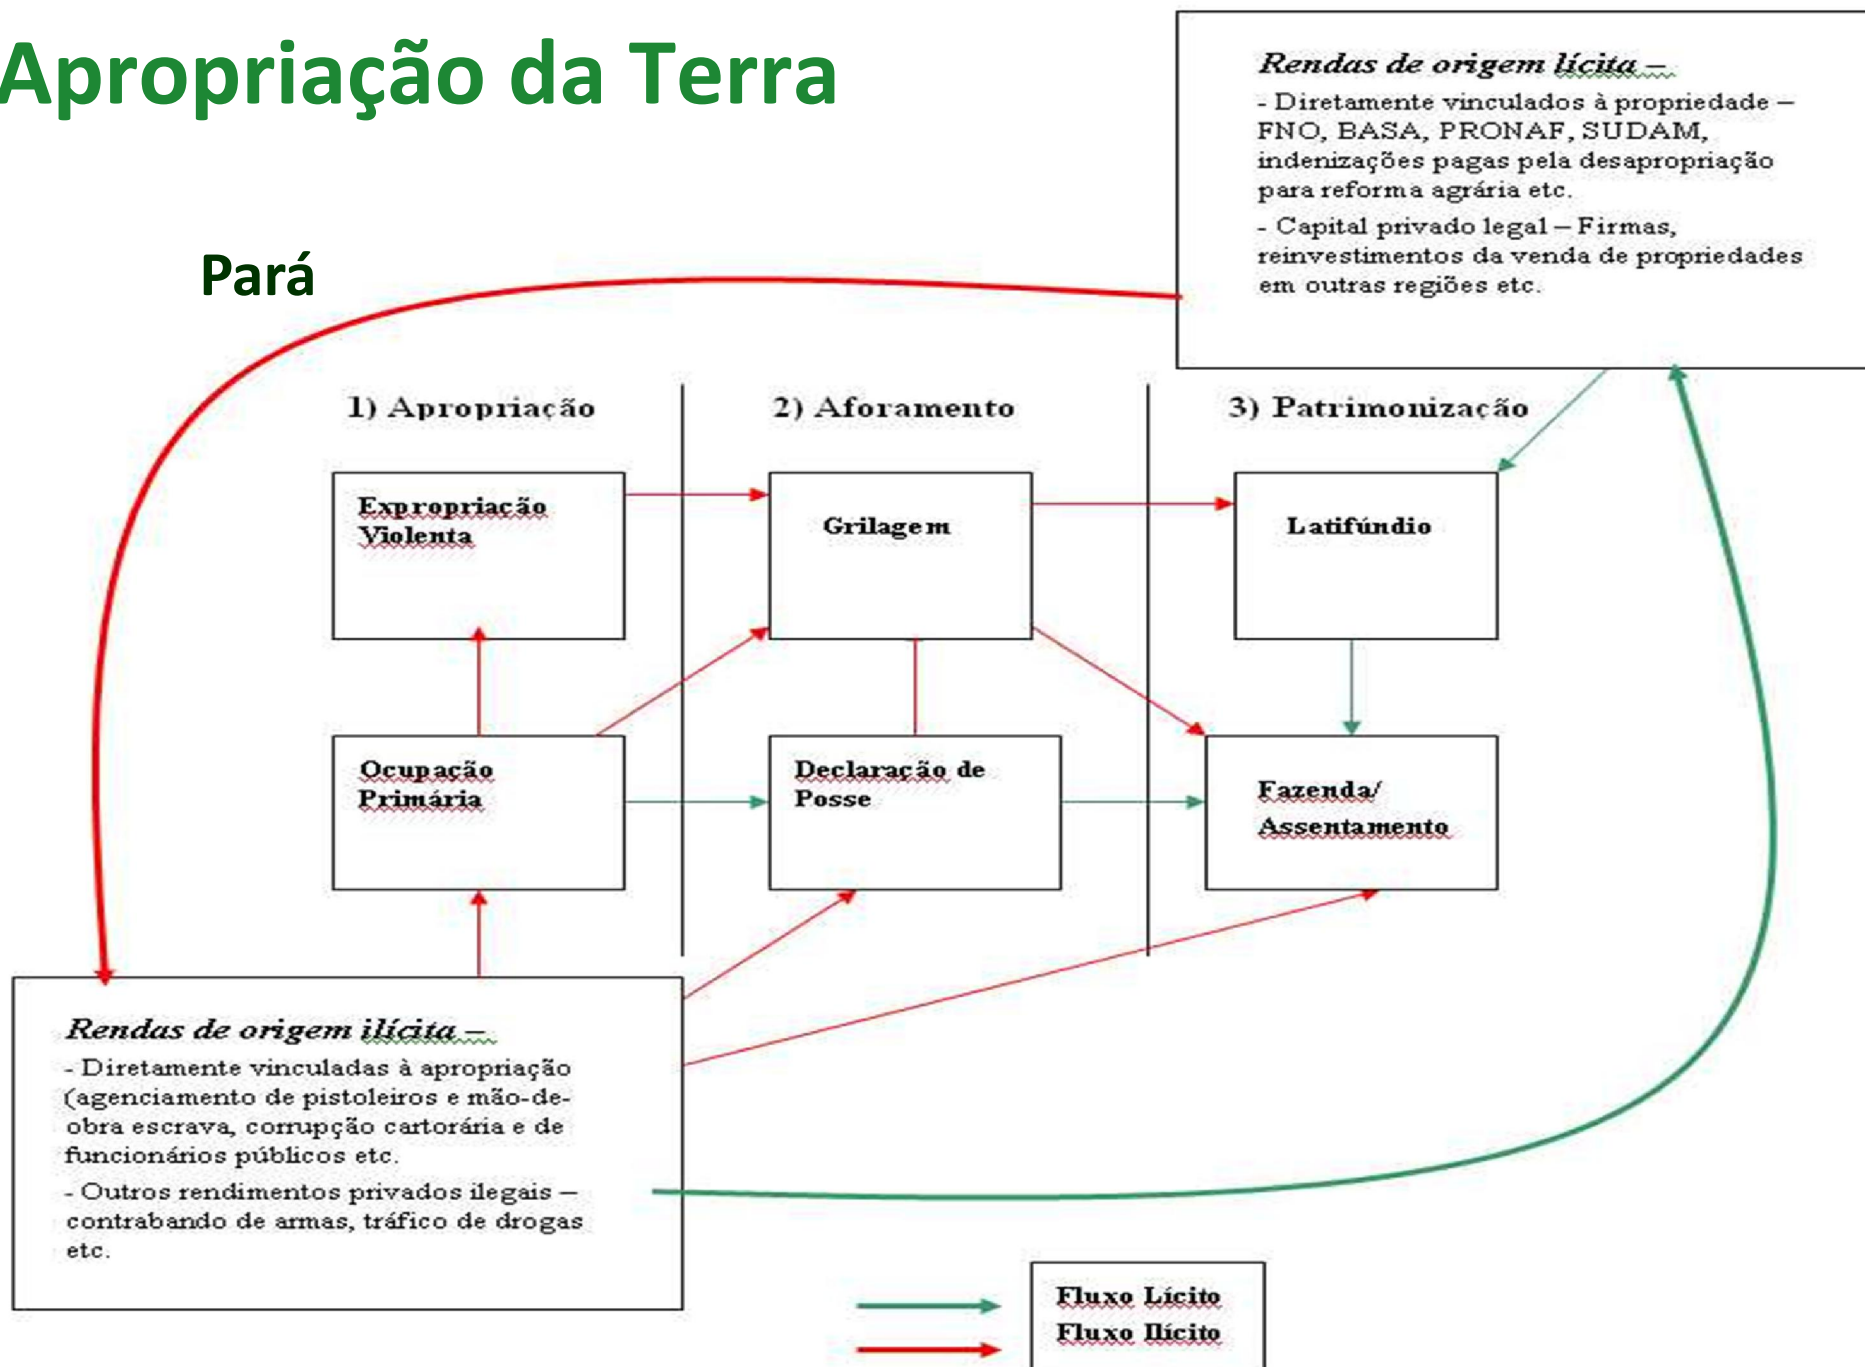 Apropriação da Terra
Rendas de origem lícita –
- Diretamente vinculados à propriedade –
FNO, BASA, PRONAF, SUDAM,
indenizações pagas pela desapropriação
para reforma agrária etc.
- Capital privado legal – Firmas,
reinvestimentos da venda de propriedades
em outras regiões etc.
Pará
1) Apropriação
2) Aforamento
3) Patrimonização
Expropriação
Violenta
Grilagem
Latifúndio
Ocupação
Primária
Declaração de
Posse
Fazenda/
Assentamento
Rendas de origem ilícita –
- Diretamente vinculadas à apropriação
(agenciamento de pistoleiros e mão-de-
obra escrava, corrupção cartorária e de
funcionários públicos etc.
- Outros rendimentos privados ilegais –
contrabando de armas, tráfico de drogas
etc.
Fluxo Lícito
Fluxo Ilícito